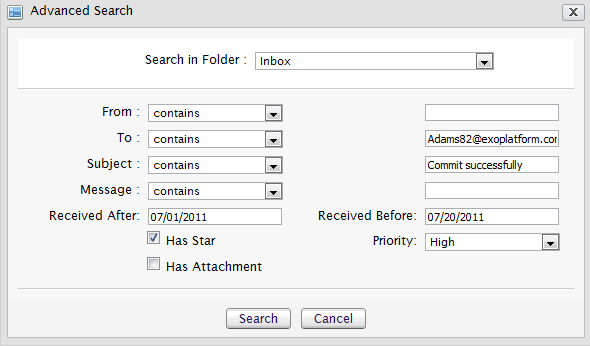 Advanced Search
Search in Folder : Inbox
From : contains
To : contains Adams82@exoplatform.com
Subject : contains Commit successfully
Message : contains
Received After: 07/01/2011 Received Before: 07/20/2011
Has Star Priority: High
Has Attachment
Search Cancel